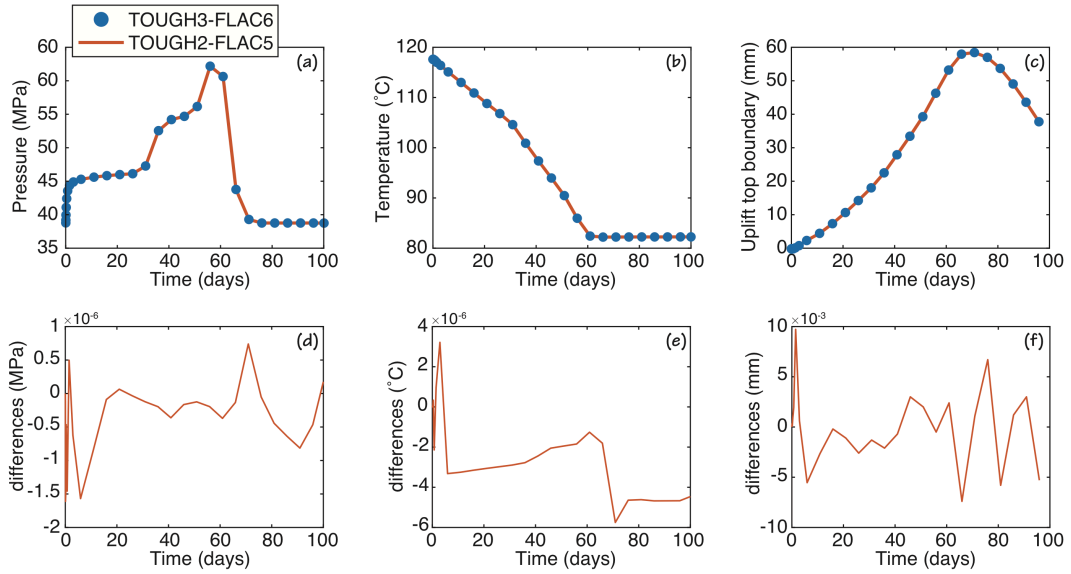 TOUGH3-FLAC6
TOUGH2-FLAC5
(a)
Pressure (MPa)
60
60
55
50
45
40
35
0 20 40 60 80 100
Time (days)
(b)
Temperature (˚C)
120
110
100
90
80
0 20 40 60 80 100
Time (days)
(c)
Uplift top boundary (mm)
60
50
40
30
20
10
0
0 20 40 60 80 100
Time (days)
(d)
×10-6
differences (MPa)
1
0.5
0
-0.5
-1
-1.5
-2
0 20 40 60 80 100
Time (days)
(e)
×10-6
differences (˚C)
4
2
0
-2
-4
-6
0 20 40 60 80 100
Time (days)
(f)
×10-3
differences (mm)
10
5
0
-5
-10
0 20 40 60 80 100
Time (days)